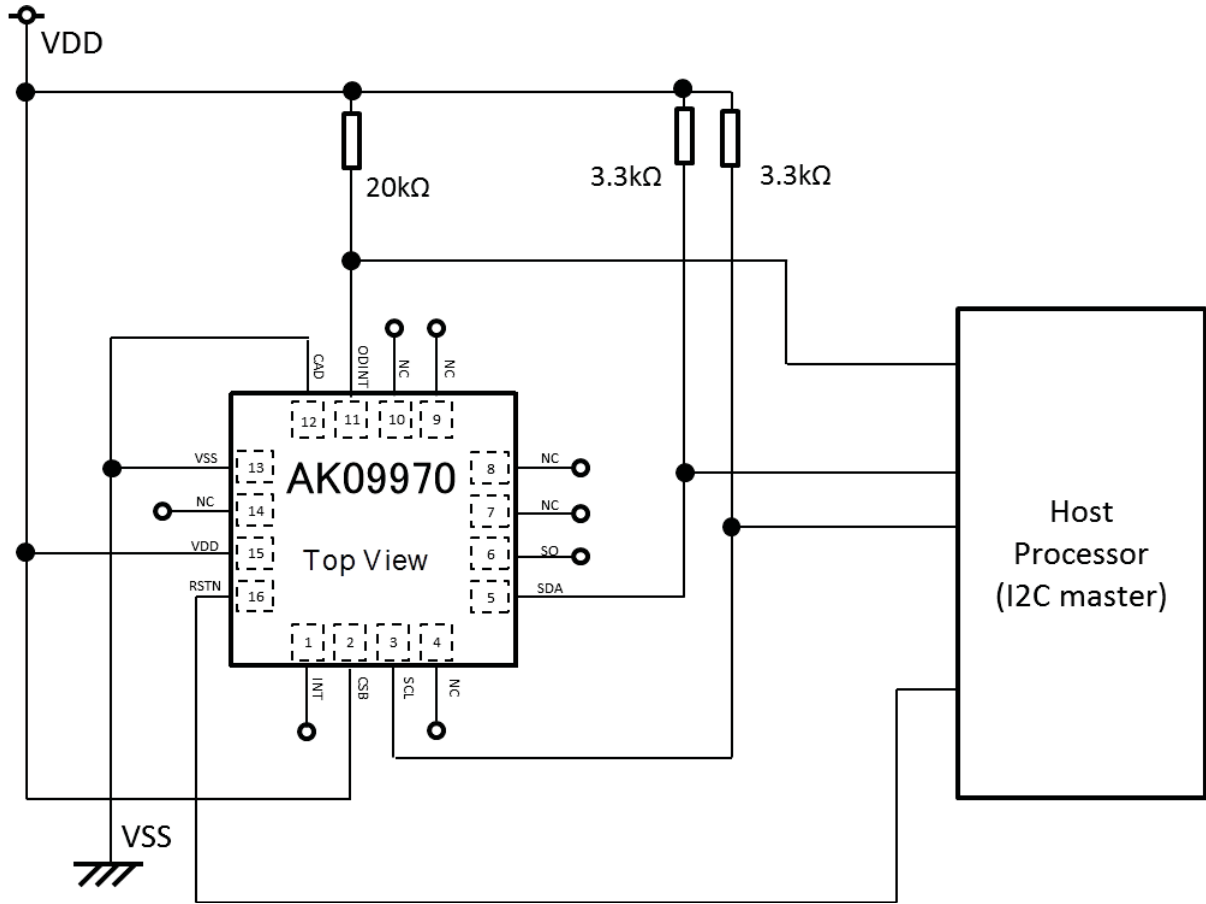 VDD
20kΩ
3.3kΩ
3.3kΩ
CAD
ODINT
NC
NC
12
11
10
9
VSS
13
AK09970
8
NC
NC
14
7
NC
VDD
15
Top View
6
SO
RSTN
16
5
SDA
1
2
3
4
INT
CSB
SCL
NC
Host
Processor
(I2C master)
VSS